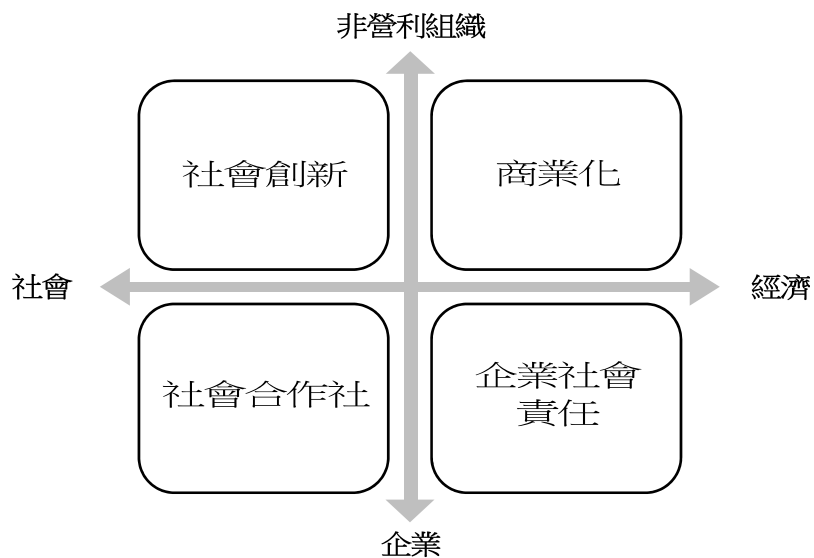 非營利組織
社會創新
商業化
社會
經濟
社會合作社
企業社會
責任
企業